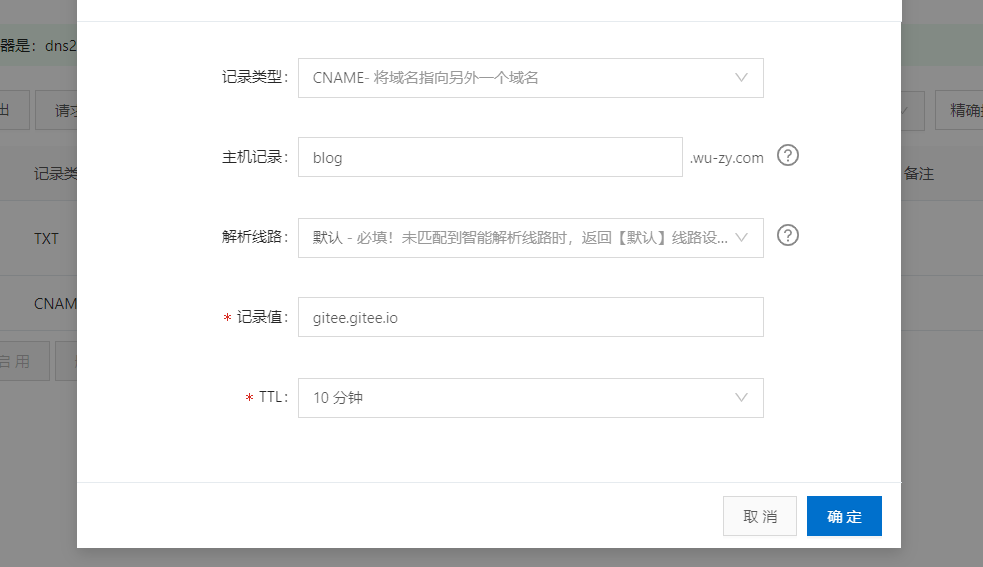 器是：dns2
出
请求
精确
记录类型：
CNAME- 将域名指向另外一个域名
主机记录：
blog
.wu-zy.com
?
记录类
备注
解析线路：
默认 - 必填！未匹配到智能解析线路时，返回【默认】线路设...
?
TXT
CNAM
* 记录值：
gitee.gitee.io
启 用
* TTL：
10 分钟
取 消
确 定